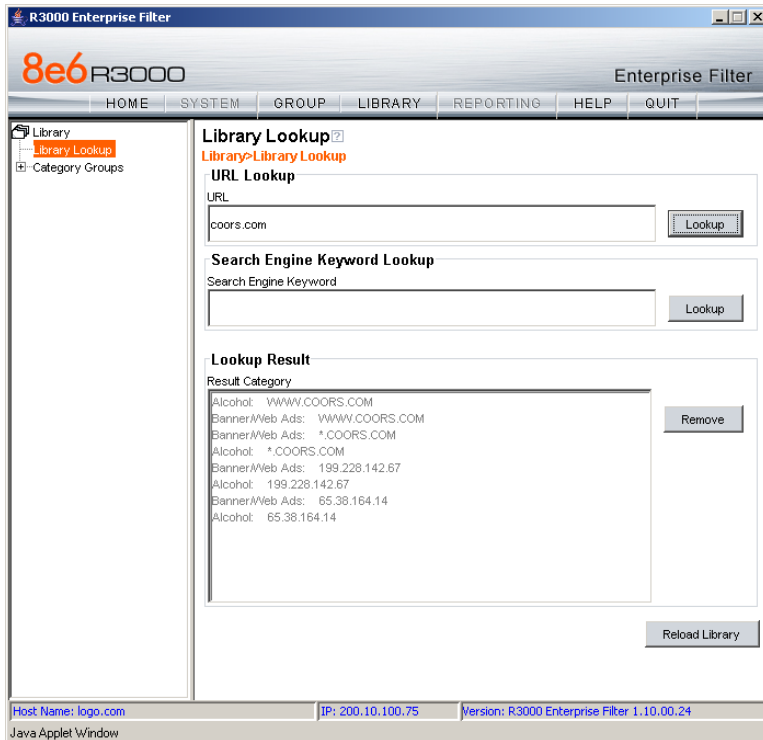 R3000 Enterprise Filter
8e6 R3000
Enterprise Filter
HOME SYSTEM GROUP LIBRARY REPORTING HELP QUIT
Library
Library Lookup
Category Groups
Library Lookup ?
Library>Library Lookup
URL Lookup
URL
coors.com
Lookup
Search Engine Keyword Lookup
Search Engine Keyword
Lookup
Lookup Result
Result Category
Alcohol: WWW.COORS.COM
Banner/Web Ads: WWW.COORS.COM
Banner/Web Ads: *.COORS.COM
Alcohol: *.COORS.COM
Banner/Web Ads: 199.228.142.67
Alcohol: 199.228.142.67
Banner/Web Ads: 65.38.164.14
Alcohol: 65.38.164.14
Remove
Reload Library
Host Name: logo.com
IP: 200.10.100.75
Version: R3000 Enterprise Filter 1.10.00.24
Java Applet Window